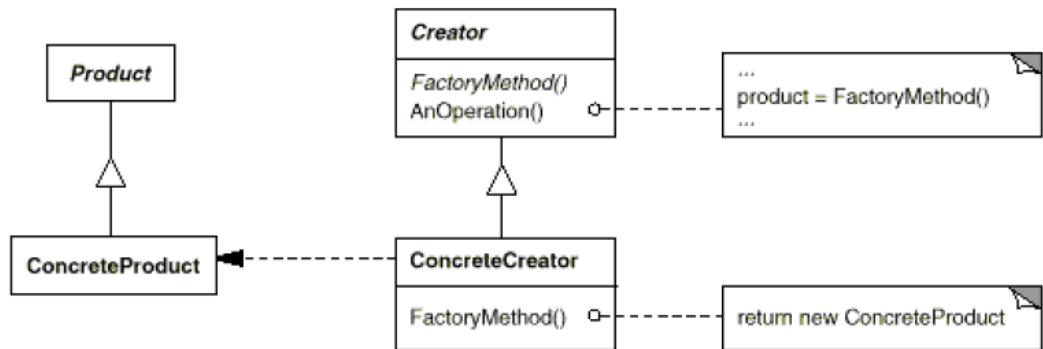 Product
ConcreteProduct
Creator
FactoryMethod()
AnOperation()
...
product = FactoryMethod()
...
ConcreteCreator
FactoryMethod()
return new ConcreteProduct